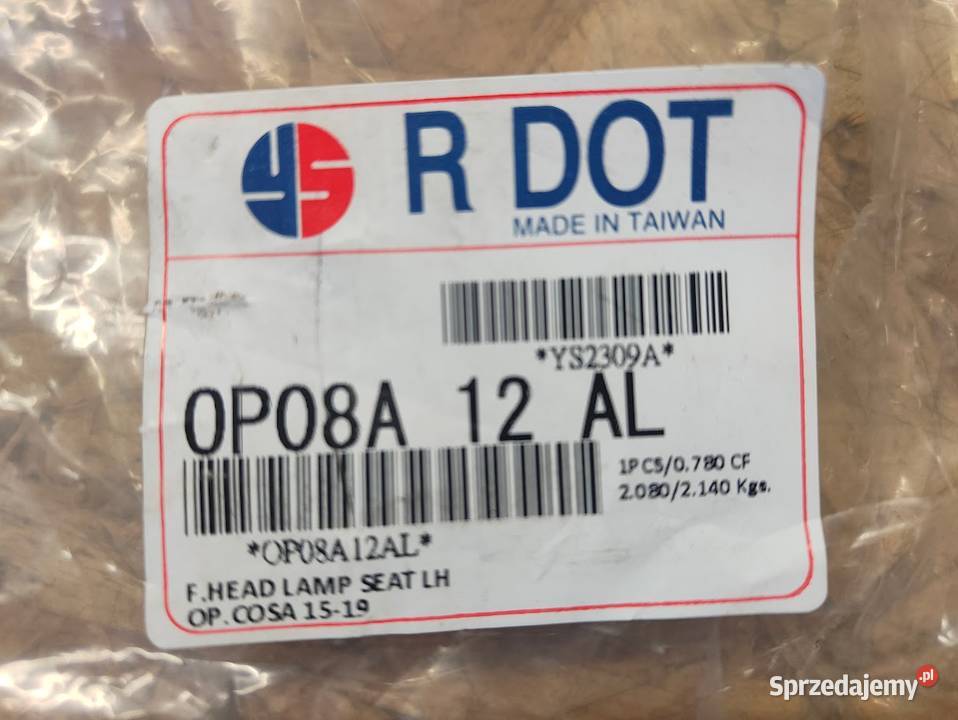 YS R DOT
MADE IN TAIWAN
*YS2309A*
OP08A 12 AL
1PCS/0.780 CF
2.080/2.140 Kgs.
*OP08A12AL*
F.HEAD LAMP SEAT LH
OP.COSA 15-19
Sprzedajemy.pl